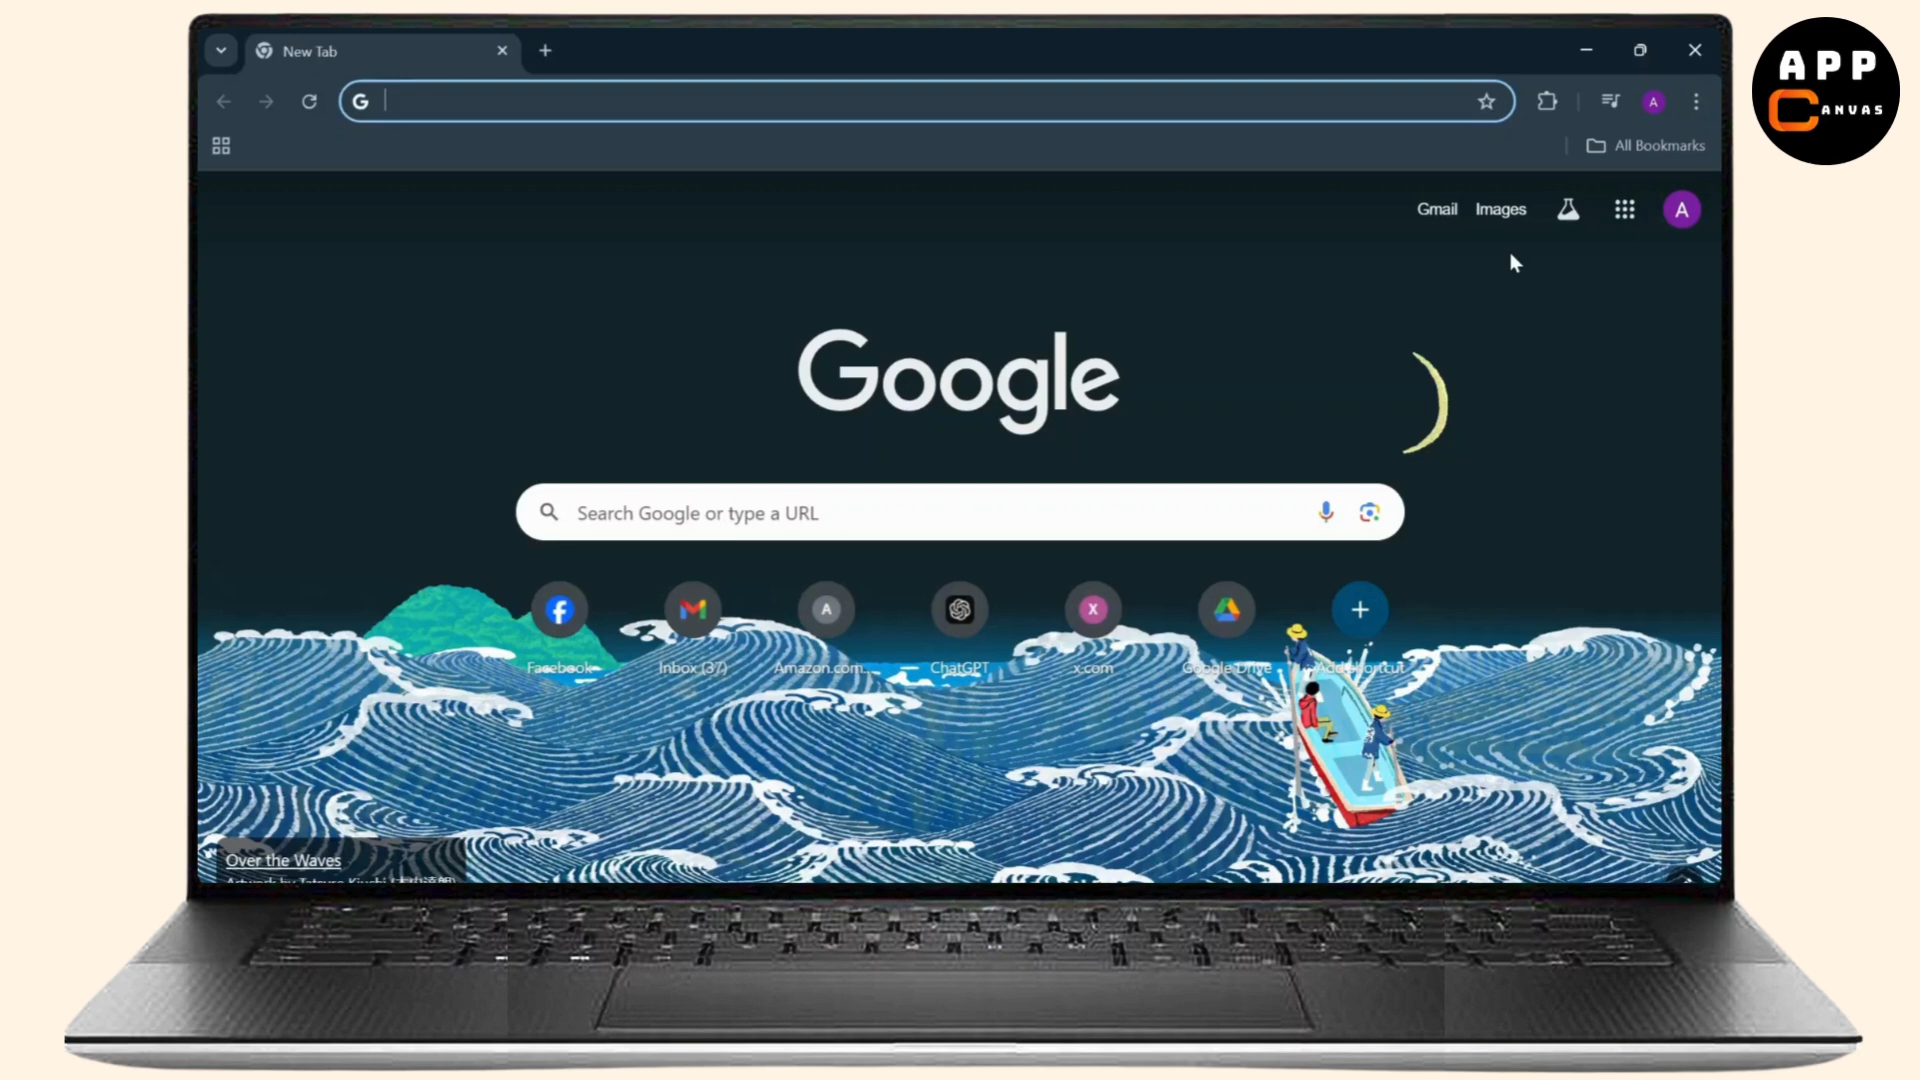 New Tab
All Bookmarks
Gmail
Images
A
Google
Search Google or type a URL
A
X
Facebook
Inbox (37)
Amazon.com...
ChatGPT
x.com
Google Drive
Add shortcut
Over the Waves
APP
CANVAS